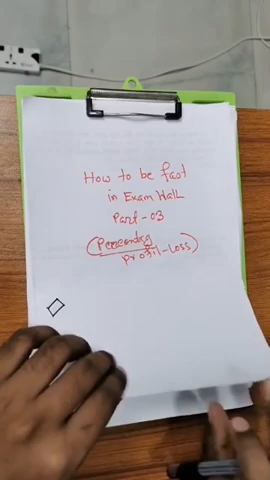 How to be fast
in Exam Hall
Part - 03
(Percentage
Profit-Loss)